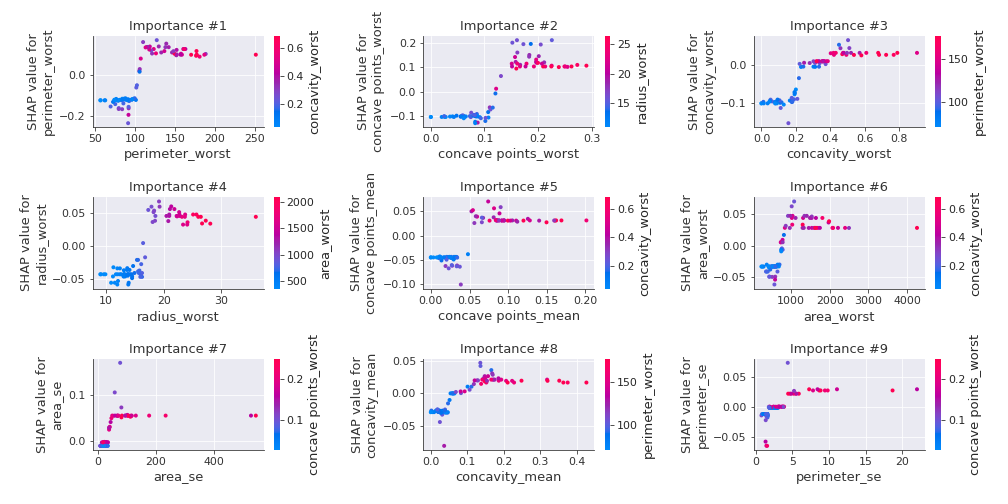 Importance #1
SHAP value for
perimeter_worst
0.0
−0.2
50
100
150
200
250
perimeter_worst
0.6
0.4
0.2
concavity_worst
Importance #2
SHAP value for
concave points_worst
0.2
0.1
0.0
−0.1
0.0
0.1
0.2
0.3
concave points_worst
25
20
15
radius_worst
Importance #3
SHAP value for
concavity_worst
0.0
−0.1
0.0
0.2
0.4
0.6
0.8
concavity_worst
150
100
perimeter_worst
Importance #4
SHAP value for
radius_worst
0.05
0.00
−0.05
10
20
30
radius_worst
2000
1500
1000
500
area_worst
Importance #5
SHAP value for
concave points_mean
0.05
0.00
−0.05
−0.10
0.00
0.05
0.10
0.15
0.20
concave points_mean
0.6
0.4
0.2
concavity_worst
Importance #6
SHAP value for
area_worst
0.05
0.00
−0.05
1000
2000
3000
4000
area_worst
0.6
0.4
0.2
concavity_worst
Importance #7
SHAP value for
area_se
0.1
0.0
0
200
400
area_se
0.2
0.1
concave points_worst
Importance #8
SHAP value for
concavity_mean
0.05
0.00
−0.05
0.0
0.1
0.2
0.3
0.4
concavity_mean
150
100
perimeter_worst
Importance #9
SHAP value for
perimeter_se
0.05
0.00
−0.05
0
5
10
15
20
perimeter_se
0.2
0.1
concave points_worst